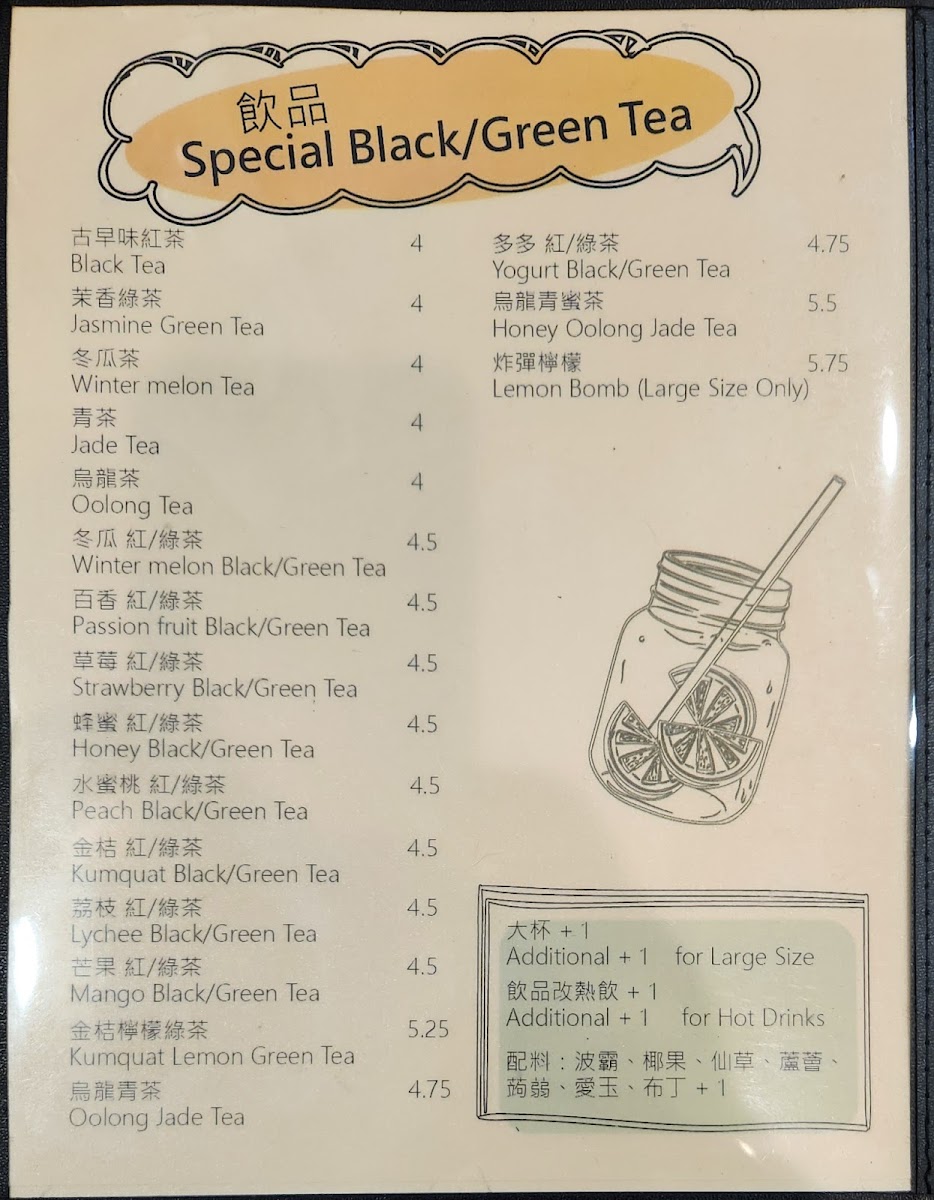 飲品
Special Black/Green Tea
古早味紅茶 4
Black Tea
茉香綠茶 4
Jasmine Green Tea
冬瓜茶 4
Winter melon Tea
青茶 4
Jade Tea
烏龍茶 4
Oolong Tea
冬瓜 紅/綠茶 4.5
Winter melon Black/Green Tea
百香 紅/綠茶 4.5
Passion fruit Black/Green Tea
草莓 紅/綠茶 4.5
Strawberry Black/Green Tea
蜂蜜 紅/綠茶 4.5
Honey Black/Green Tea
水蜜桃 紅/綠茶 4.5
Peach Black/Green Tea
金桔 紅/綠茶 4.5
Kumquat Black/Green Tea
荔枝 紅/綠茶 4.5
Lychee Black/Green Tea
芒果 紅/綠茶 4.5
Mango Black/Green Tea
金桔檸檬綠茶 5.25
Kumquat Lemon Green Tea
烏龍青茶 4.75
Oolong Jade Tea
多多 紅/綠茶 4.75
Yogurt Black/Green Tea
烏龍青蜜茶 5.5
Honey Oolong Jade Tea
炸彈檸檬 5.75
Lemon Bomb (Large Size Only)
大杯 + 1
Additional + 1 for Large Size
飲品改熱飲 + 1
Additional + 1 for Hot Drinks
配料：波霸、椰果、仙草、蘆薈、
蒟蒻、愛玉、布丁 + 1